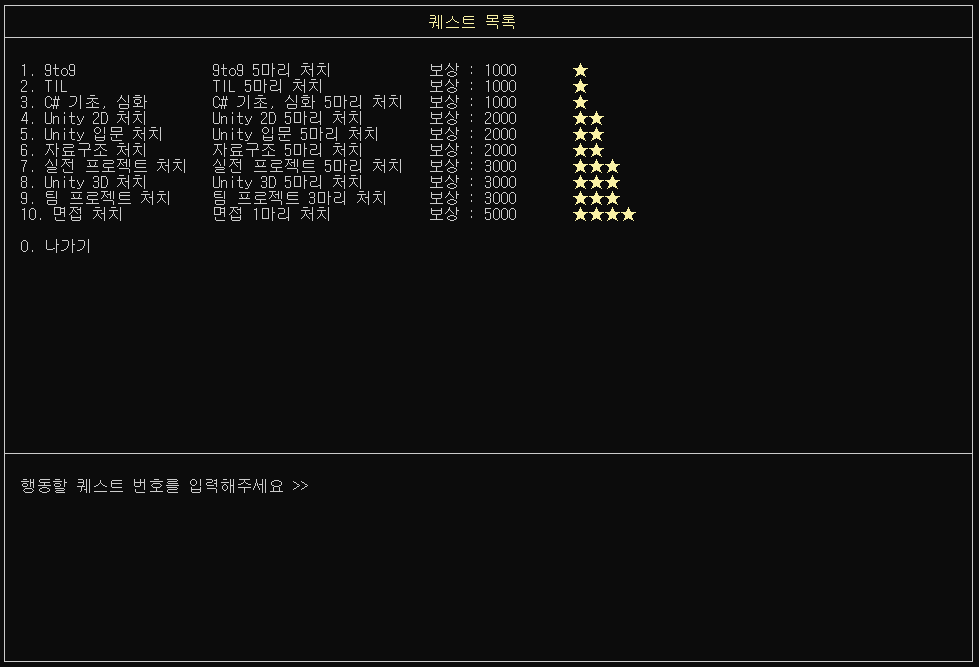 퀘스트 목록
1. 9to9 9to9 5마리 처치 보상 : 1000 ★
2. TIL TIL 5마리 처치 보상 : 1000 ★
3. C# 기초, 심화 C# 기초, 심화 5마리 처치 보상 : 1000 ★
4. Unity 2D 처치 Unity 2D 5마리 처치 보상 : 2000 ★★
5. Unity 입문 처치 Unity 입문 5마리 처치 보상 : 2000 ★★
6. 자료구조 처치 자료구조 5마리 처치 보상 : 2000 ★★
7. 실전 프로젝트 처치 실전 프로젝트 5마리 처치 보상 : 3000 ★★★
8. Unity 3D 처치 Unity 3D 5마리 처치 보상 : 3000 ★★★
9. 팀 프로젝트 처치 팀 프로젝트 3마리 처치 보상 : 3000 ★★★
10. 면접 처치 면접 1마리 처치 보상 : 5000 ★★★★
0. 나가기
행동할 퀘스트 번호를 입력해주세요 >>